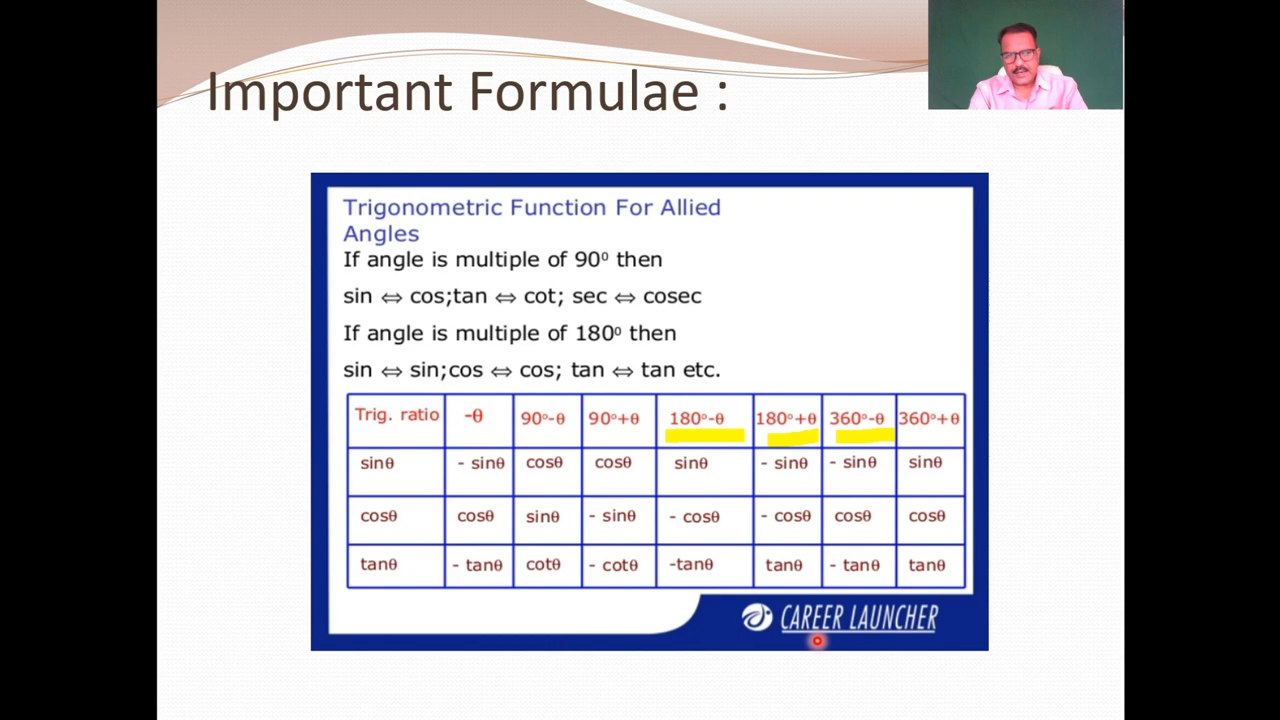 Important Formulae :
Trigonometric Function For Allied
Angles
If angle is multiple of 90⁰ then
sin ⇔ cos;tan ⇔ cot; sec ⇔ cosec
If angle is multiple of 180⁰ then
sin ⇔ sin;cos ⇔ cos; tan ⇔ tan etc.
Trig. ratio -θ 90°-θ 90°+θ 180°-θ 180°+θ 360°-θ 360°+θ
sinθ - sinθ cosθ cosθ sinθ - sinθ - sinθ sinθ
cosθ cosθ sinθ - sinθ - cosθ - cosθ cosθ cosθ
tanθ - tanθ cotθ - cotθ -tanθ tanθ - tanθ tanθ
CAREER LAUNCHER